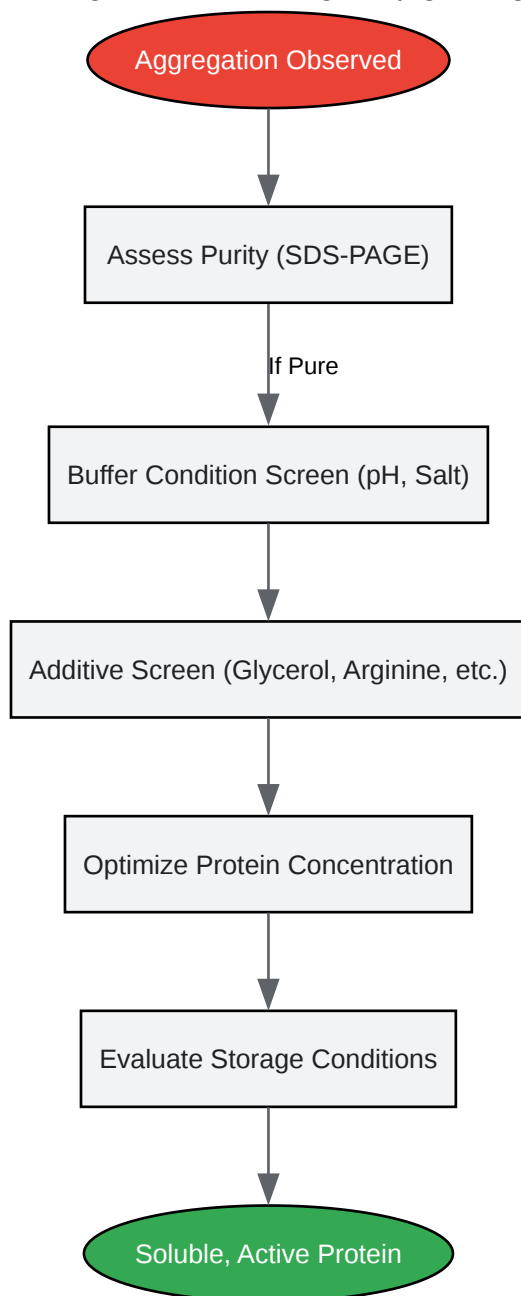 Aggregation Observed
Assess Purity (SDS-PAGE)
If Pure
Buffer Condition Screen (pH, Salt)
Additive Screen (Glycerol, Arginine, etc.)
Optimize Protein Concentration
Evaluate Storage Conditions
Soluble, Active Protein